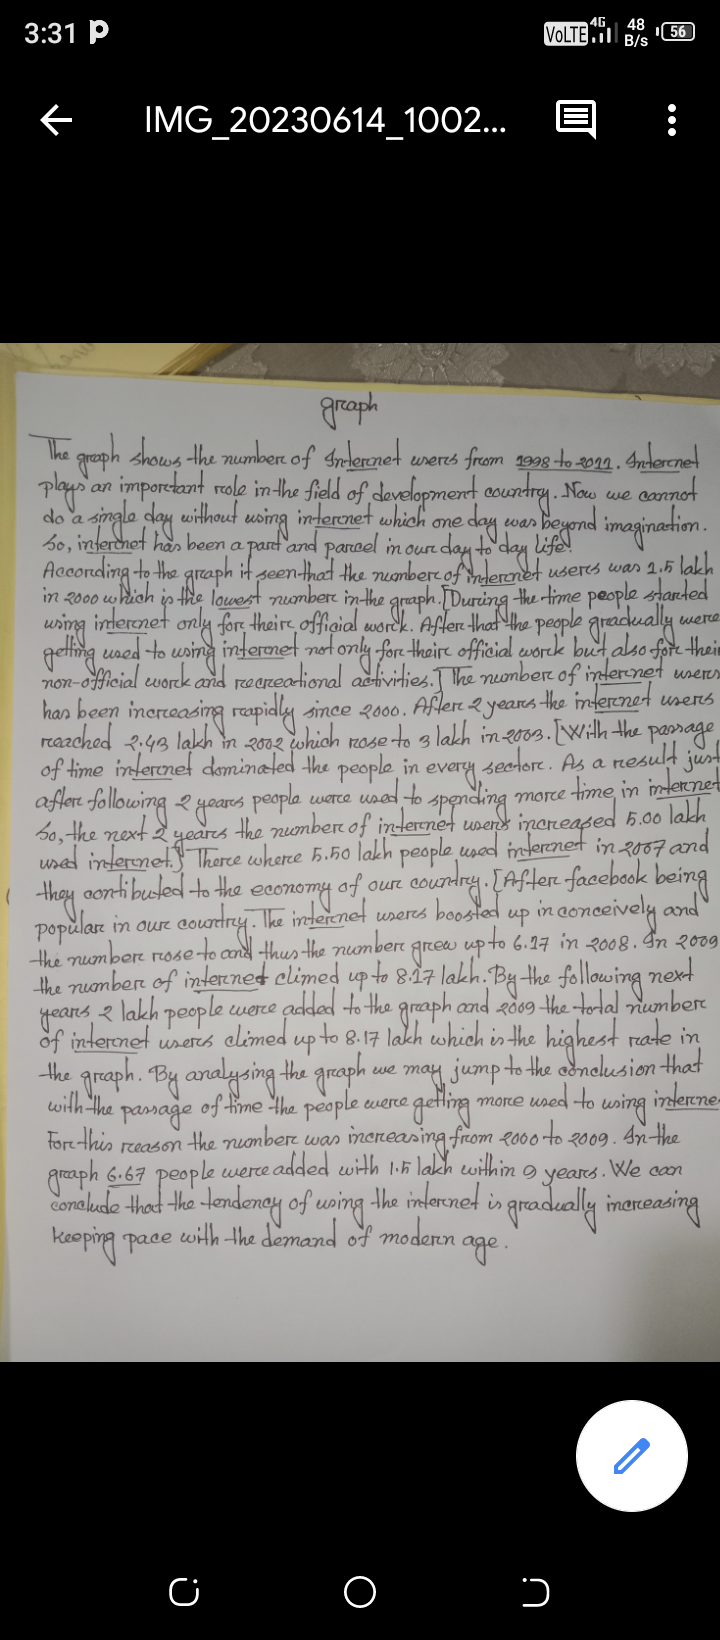 3:31
VoLTE 4G 48 B/s 56
IMG_20230614_1002...
graph
The graph shows the number of Internet users from 1998 to 2011. Internet
plays an important role in the field of development country. Now we cannot
do a single day without using internet which one day was beyond imagination.
So, internet has been a part and parcel in our day to day life.
According to the graph it seen that the number of internet users was 1.5 lakh
in 2000 which is the lowest number in the graph. [During the time people started
using internet only for their official work. After that the people gradually were
getting used to using internet not only for their official work but also for their
non-official work and recreational activities.] The number of internet users
has been increasing rapidly since 2000. After 2 years the internet users
reached 2.43 lakh in 2002 which rose to 3 lakh in 2003. [With the passage
of time internet dominated the people in every sector. As a result just
after following 2 years people were used to spending more time in internet
So, the next 2 years the number of internet users increased 5.00 lakh
used internet.] There where 5.50 lakh people used internet in 2007 and
they contibuted to the economy of our country. [After facebook being
popular in our country. The internet users boosted up inconceively and
the number rose to and thus the number grew up to 6.17 in 2008. In 2009
the number of internet climed up to 8.17 lakh. By the following next
years 2 lakh people were added to the graph and 2009 the total number
of internet users climed up to 8.17 lakh which is the highest rate in
the graph. By analysing the graph we may jump to the conclusion that
with the passage of time the people were getting more used to using interne
For this reason the number was increasing from 2000 to 2009. In the
graph 6.67 people were added with 1.5 lakh within 9 years. We can
conclude that the tendency of using the internet is gradually increasing
keeping pace with the demand of modern age.